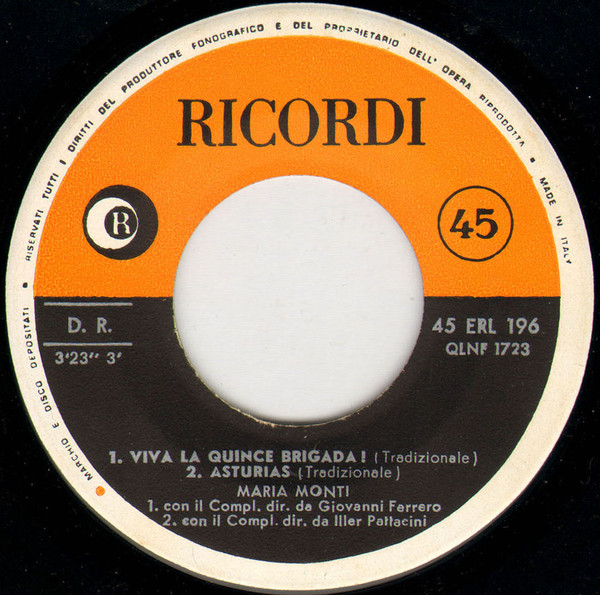 MARCHIO E DISCO DEPOSITATI • RISERVATI TUTTI I DIRITTI DEL PRODUTTORE FONOGRAFICO E DEL PROPRIETARIO DELL' OPERA RIPRODOTTA • MADE IN ITALY
RICORDI
R
45
D. R.
3'23'' 3'
45 ERL 196
QLNF 1723
1. VIVA LA QUINCE BRIGADA! (Tradizionale)
2. ASTURIAS (Tradizionale)
MARIA MONTI
1. con il Compl. dir. da Giovanni Ferrero
2. con il Compl. dir. da Iller Pattacini